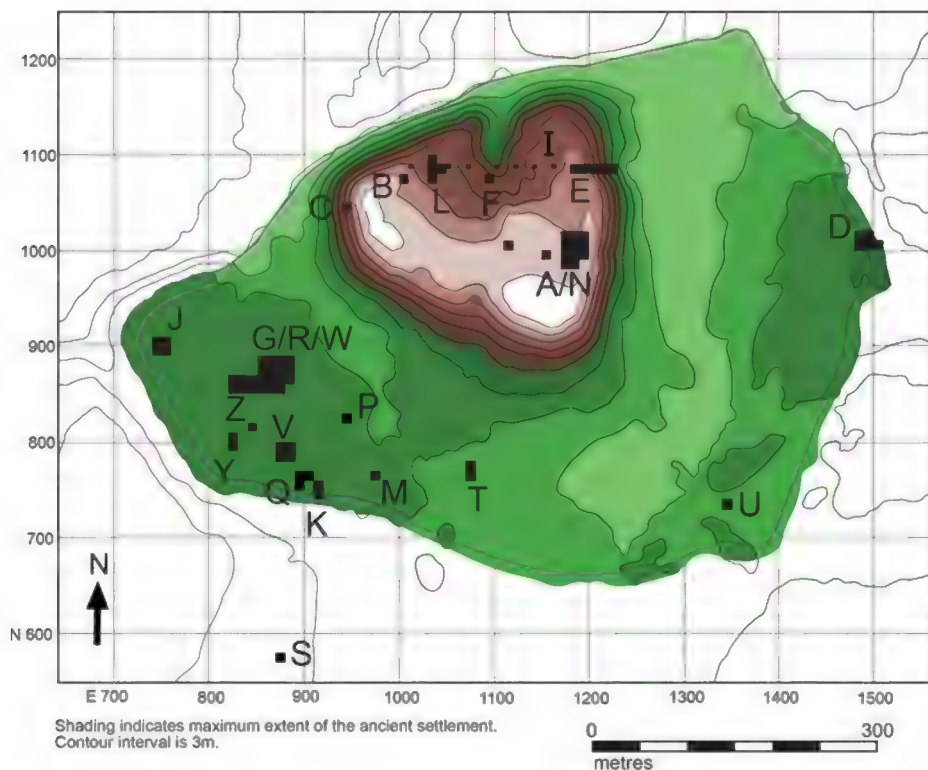 1200
1100
1000
900
800
700
N 600
I
B
L
F
E
C
D
A/N
J
G/R/W
P
Z
V
Y
Q
M
T
U
K
N
S
E 700 800 900 1000 1100 1200 1300 1400 1500
Shading indicates maximum extent of the ancient settlement.
Contour interval is 3m.
0 300
metres